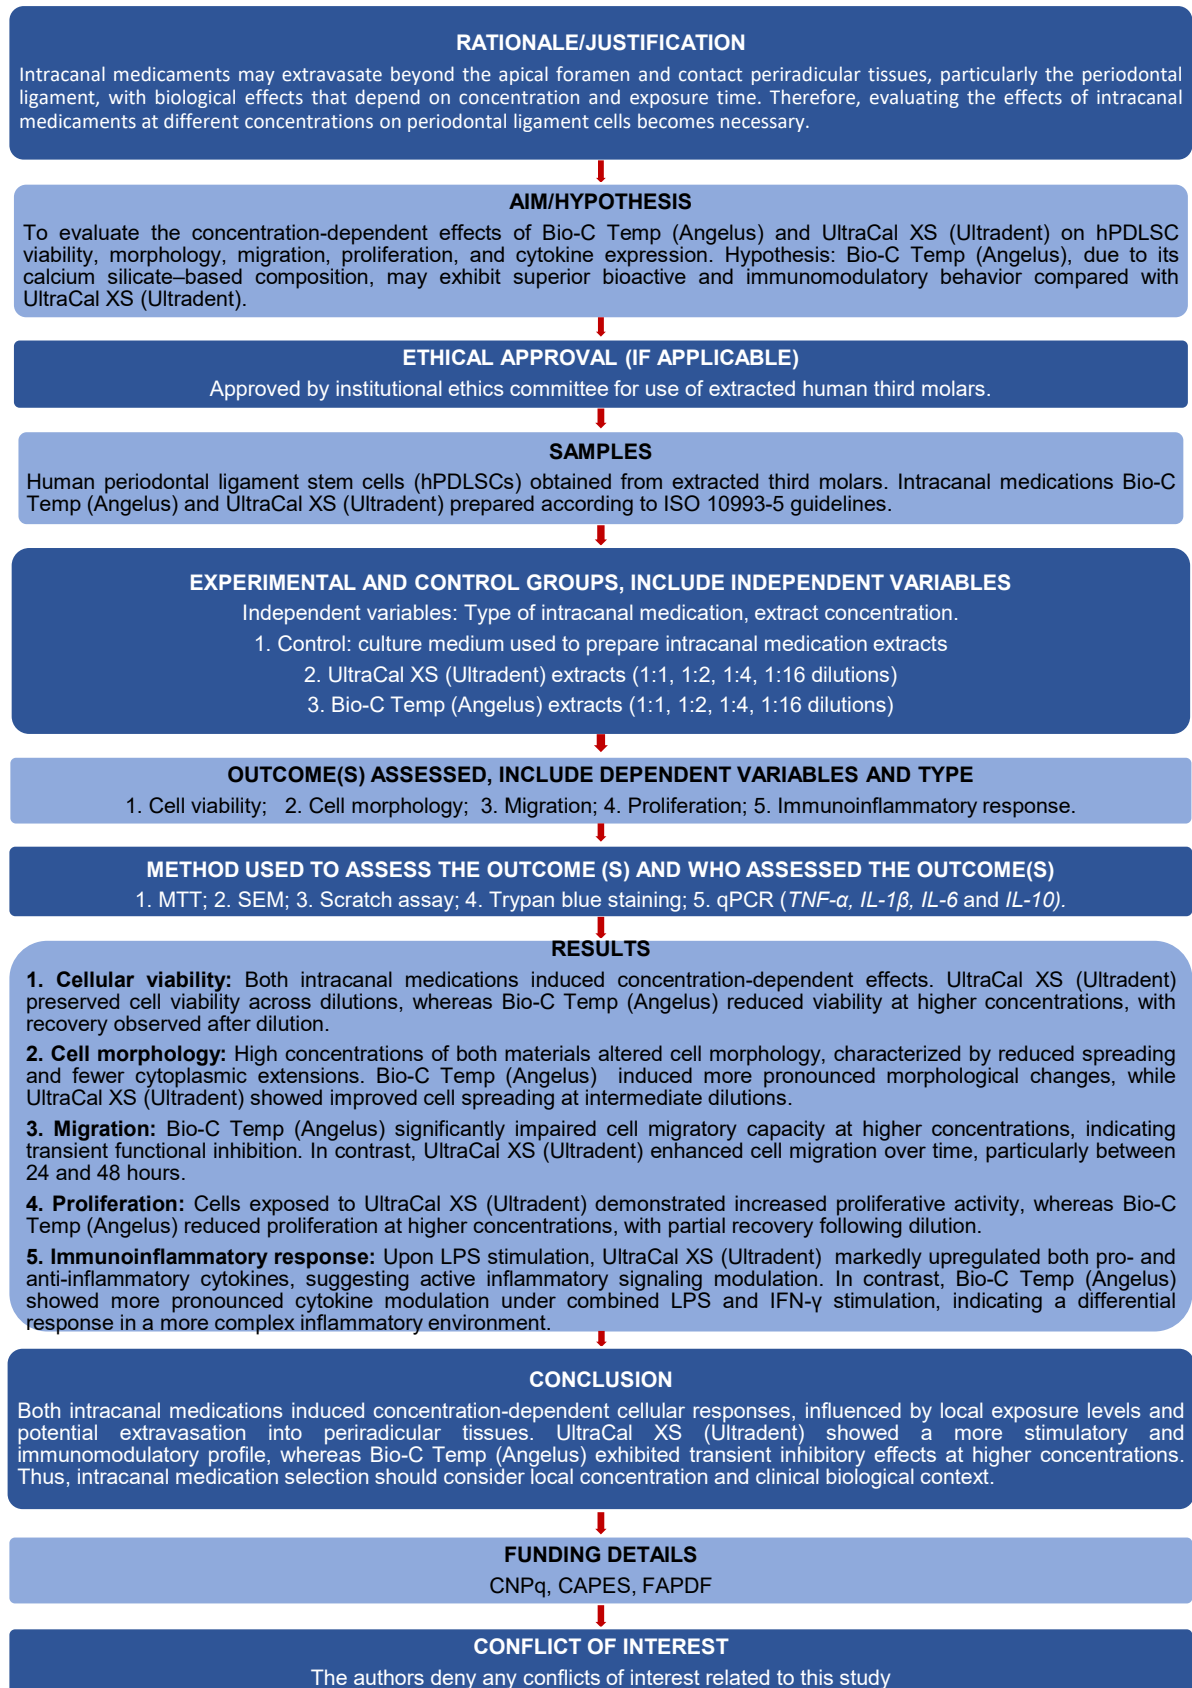 RATIONALE/JUSTIFICATION
Intracanal medicaments may extravasate beyond the apical foramen and contact periradicular tissues, particularly the periodontal
ligament, with biological effects that depend on concentration and exposure time. Therefore, evaluating the effects of intracanal
medicaments at different concentrations on periodontal ligament cells becomes necessary.
AIM/HYPOTHESIS
To evaluate the concentration-dependent effects of Bio-C Temp (Angelus) and UltraCal XS (Ultradent) on hPDLSC
viability, morphology, migration, proliferation, and cytokine expression. Hypothesis: Bio-C Temp (Angelus), due to its
calcium silicate–based composition, may exhibit superior bioactive and immunomodulatory behavior compared with
UltraCal XS (Ultradent).
ETHICAL APPROVAL (IF APPLICABLE)
Approved by institutional ethics committee for use of extracted human third molars.
SAMPLES
Human periodontal ligament stem cells (hPDLSCs) obtained from extracted third molars. Intracanal medications Bio-C
Temp (Angelus) and UltraCal XS (Ultradent) prepared according to ISO 10993-5 guidelines.
EXPERIMENTAL AND CONTROL GROUPS, INCLUDE INDEPENDENT VARIABLES
Independent variables: Type of intracanal medication, extract concentration.
1. Control: culture medium used to prepare intracanal medication extracts
2. UltraCal XS (Ultradent) extracts (1:1, 1:2, 1:4, 1:16 dilutions)
3. Bio-C Temp (Angelus) extracts (1:1, 1:2, 1:4, 1:16 dilutions)
OUTCOME(S) ASSESSED, INCLUDE DEPENDENT VARIABLES AND TYPE
1. Cell viability; 2. Cell morphology; 3. Migration; 4. Proliferation; 5. Immunoinflammatory response.
METHOD USED TO ASSESS THE OUTCOME (S) AND WHO ASSESSED THE OUTCOME(S)
1. MTT; 2. SEM; 3. Scratch assay; 4. Trypan blue staining; 5. qPCR (TNF-α, IL-1β, IL-6 and IL-10).
RESULTS
1. Cellular viability: Both intracanal medications induced concentration-dependent effects. UltraCal XS (Ultradent)
preserved cell viability across dilutions, whereas Bio-C Temp (Angelus) reduced viability at higher concentrations, with
recovery observed after dilution.
2. Cell morphology: High concentrations of both materials altered cell morphology, characterized by reduced spreading
and fewer cytoplasmic extensions. Bio-C Temp (Angelus) induced more pronounced morphological changes, while
UltraCal XS (Ultradent) showed improved cell spreading at intermediate dilutions.
3. Migration: Bio-C Temp (Angelus) significantly impaired cell migratory capacity at higher concentrations, indicating
transient functional inhibition. In contrast, UltraCal XS (Ultradent) enhanced cell migration over time, particularly between
24 and 48 hours.
4. Proliferation: Cells exposed to UltraCal XS (Ultradent) demonstrated increased proliferative activity, whereas Bio-C
Temp (Angelus) reduced proliferation at higher concentrations, with partial recovery following dilution.
5. Immunoinflammatory response: Upon LPS stimulation, UltraCal XS (Ultradent) markedly upregulated both pro- and
anti-inflammatory cytokines, suggesting active inflammatory signaling modulation. In contrast, Bio-C Temp (Angelus)
showed more pronounced cytokine modulation under combined LPS and IFN-γ stimulation, indicating a differential
response in a more complex inflammatory environment.
CONCLUSION
Both intracanal medications induced concentration-dependent cellular responses, influenced by local exposure levels and
potential extravasation into periradicular tissues. UltraCal XS (Ultradent) showed a more stimulatory and
immunomodulatory profile, whereas Bio-C Temp (Angelus) exhibited transient inhibitory effects at higher concentrations.
Thus, intracanal medication selection should consider local concentration and clinical biological context.
FUNDING DETAILS
CNPq, CAPES, FAPDF
CONFLICT OF INTEREST
The authors deny any conflicts of interest related to this study